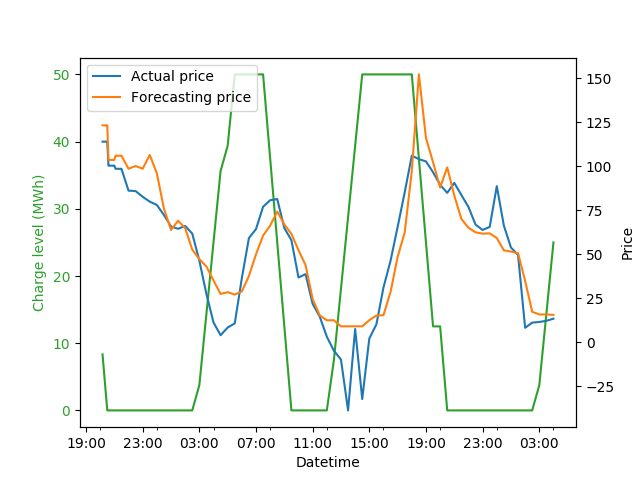 Actual price
Forecasting price
50
40
30
20
10
0
Charge level (MWh)
150
125
100
75
50
25
0
−25
Price
19:00 23:00 03:00 07:00 11:00 15:00 19:00 23:00 03:00
Datetime